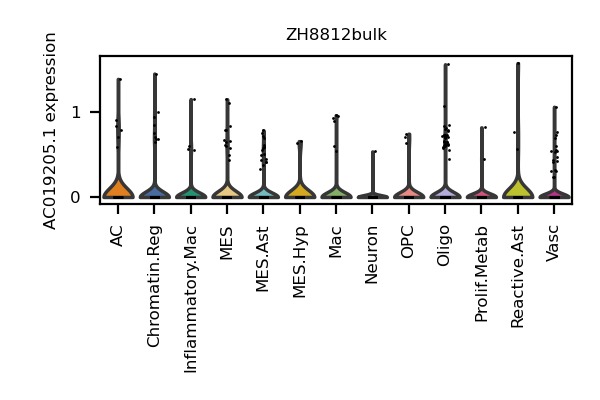 ZH8812bulk
AC019205.1 expression
1
0
AC
Chromatin.Reg
Inflammatory.Mac
MES
MES.Ast
MES.Hyp
Mac
Neuron
OPC
Oligo
Prolif.Metab
Reactive.Ast
Vasc